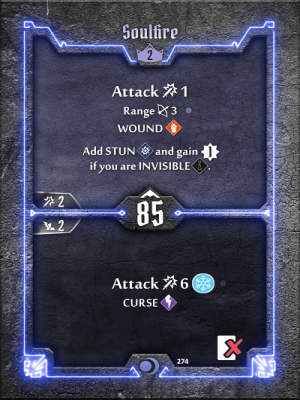 Soulfire
2
Attack 1
Range 3
WOUND
Add STUN and gain 1
if you are INVISIBLE .
2
85
2
Attack 6
CURSE
274